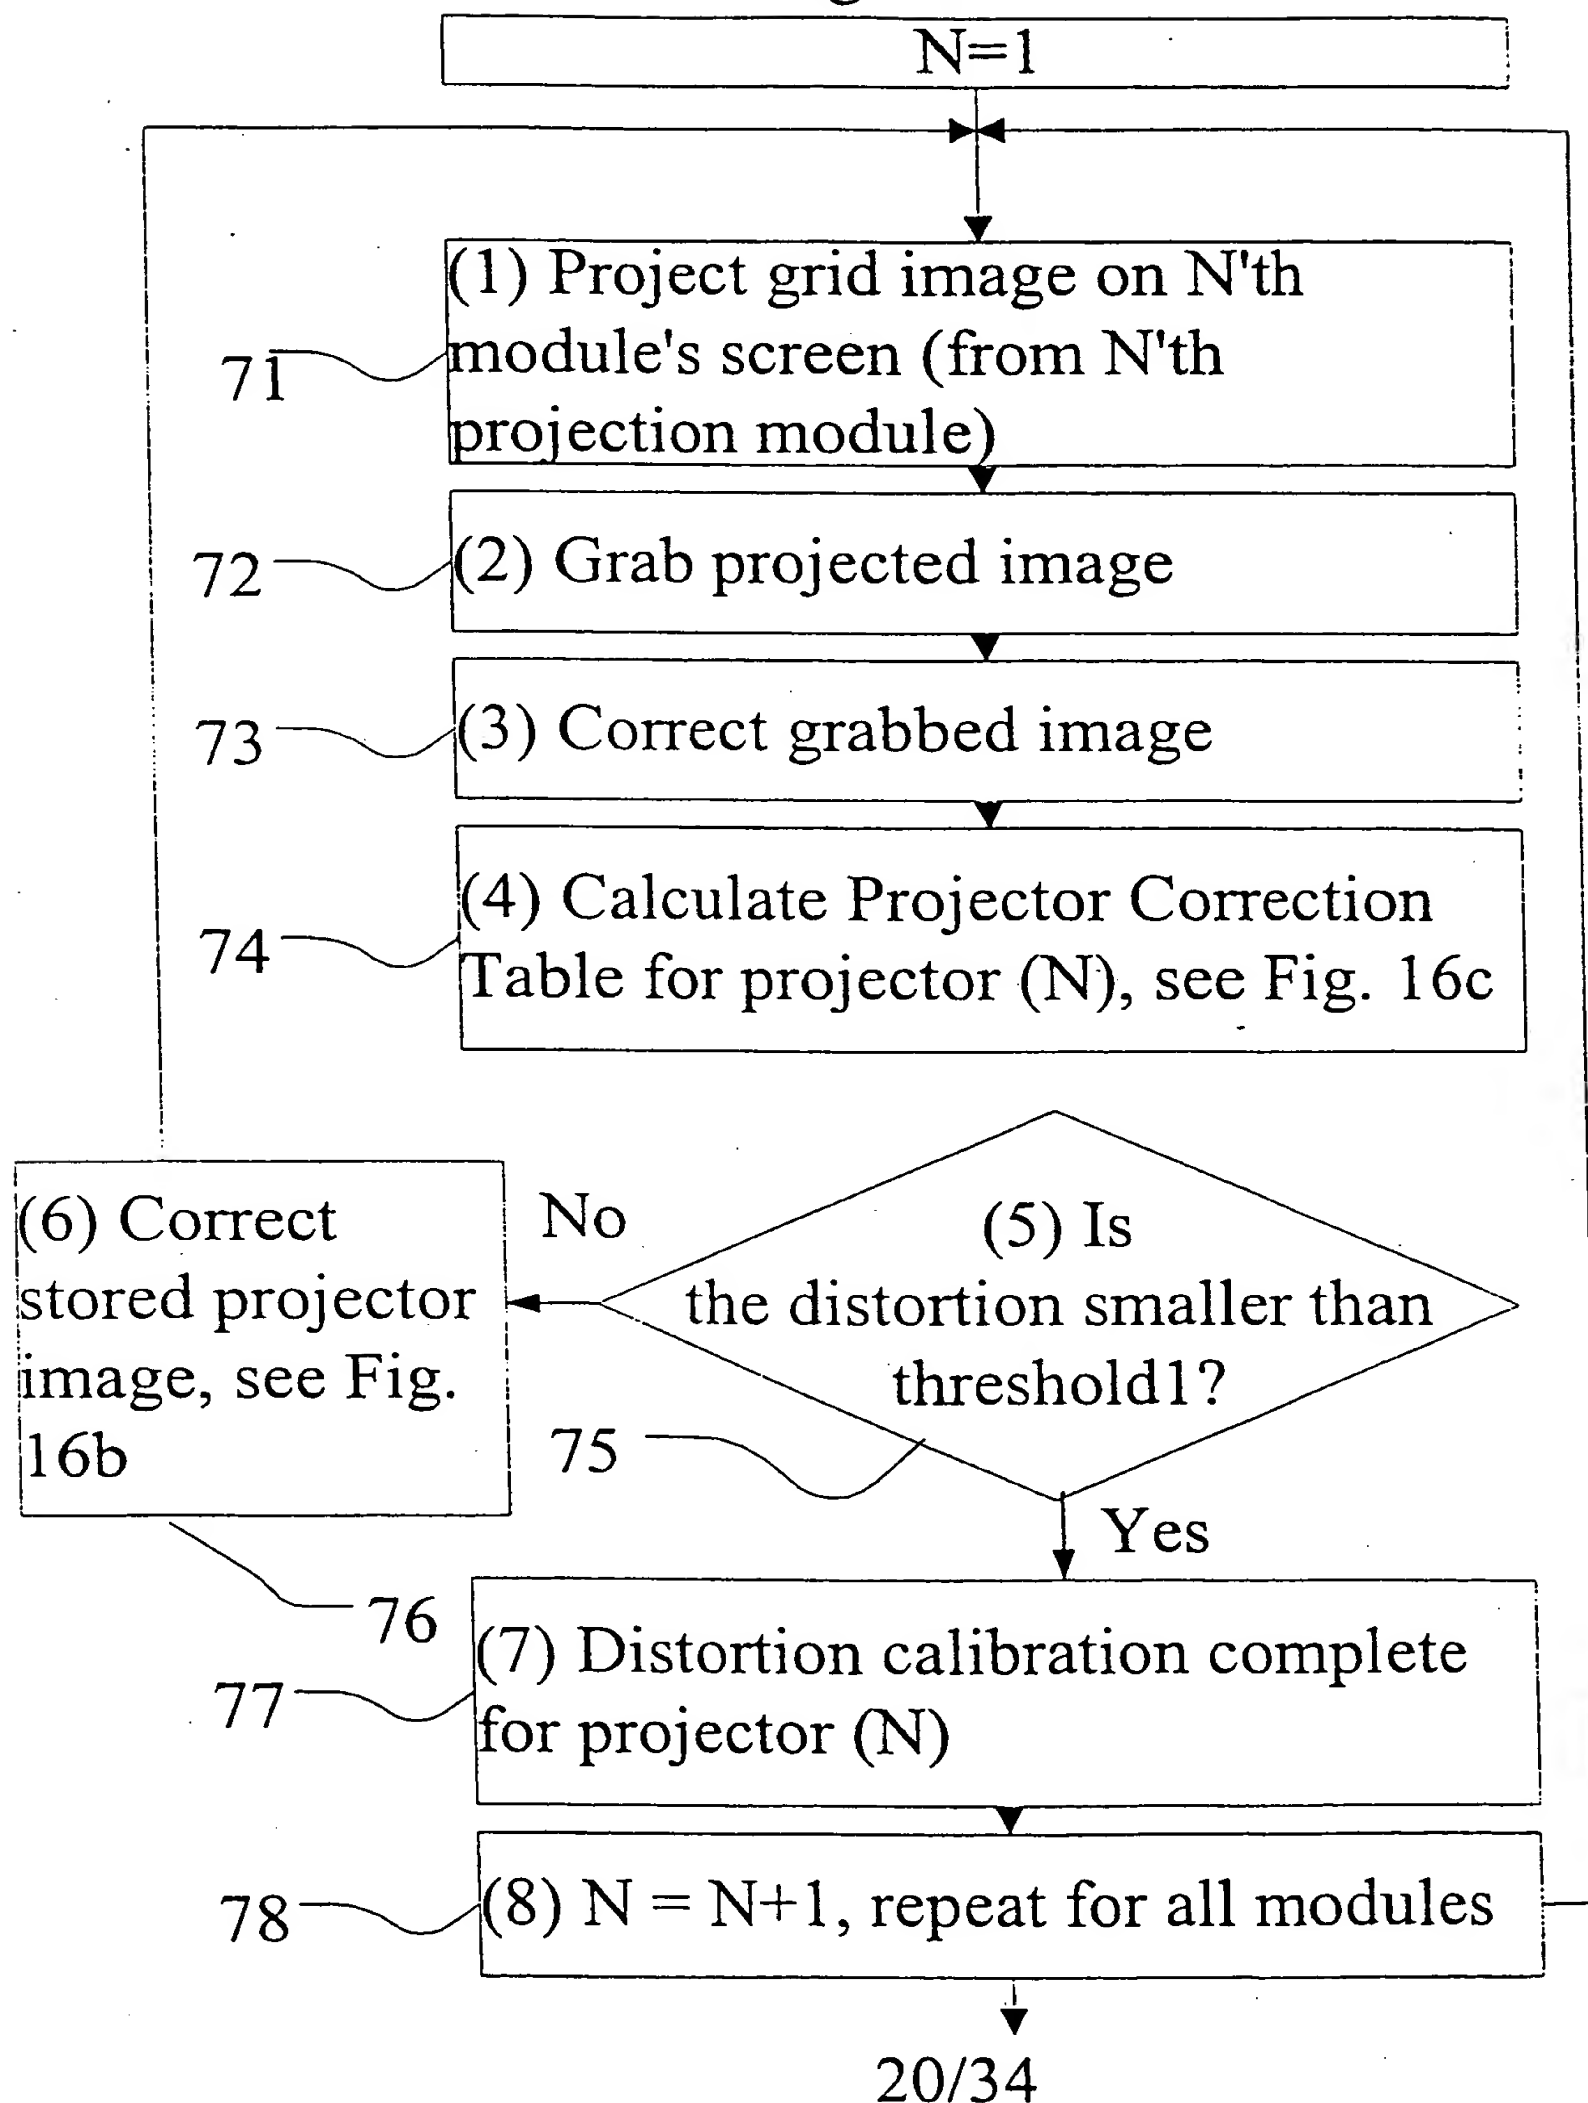 N=1
(1) Project grid image on N'th
module's screen (from N'th
projection module)
71
(2) Grab projected image
72
(3) Correct grabbed image
73
(4) Calculate Projector Correction
Table for projector (N), see Fig. 16c
74
(5) Is
the distortion smaller than
threshold1?
75
No
(6) Correct
stored projector
image, see Fig.
16b
76
Yes
(7) Distortion calibration complete
for projector (N)
77
(8) N = N+1, repeat for all modules
78
20/34